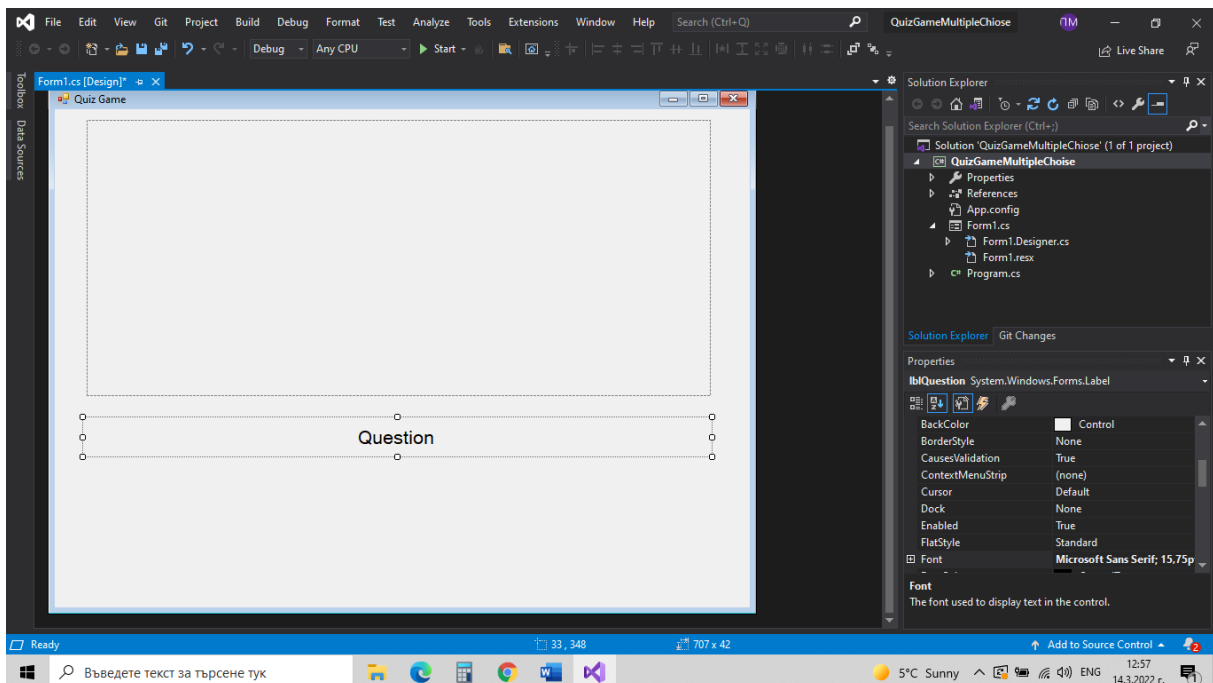 File Edit View Git Project Build Debug Format Test Analyze Tools Extensions Window Help Search (Ctrl+Q) QuizGameMultipleChiose ПМ
Debug Any CPU Start Live Share
Toolbox
Data Sources
Form1.cs [Design]*
Quiz Game
Question
Solution Explorer
Search Solution Explorer (Ctrl+;)
Solution 'QuizGameMultipleChiose' (1 of 1 project)
QuizGameMultipleChoise
Properties
References
App.config
Form1.cs
Form1.Designer.cs
Form1.resx
C# Program.cs
Solution Explorer Git Changes
Properties
lblQuestion System.Windows.Forms.Label
BackColor Control
BorderStyle None
CausesValidation True
ContextMenuStrip (none)
Cursor Default
Dock None
Enabled True
FlatStyle Standard
Font Microsoft Sans Serif; 15,75p
Font
The font used to display text in the control.
Ready 33 , 348 707 x 42 Add to Source Control 2
Въведете текст за търсене тук 5°C Sunny ENG 12:57
14.3.2022 г. 1